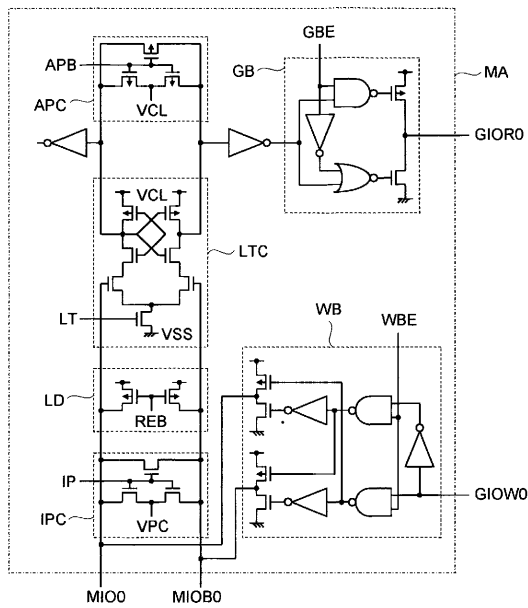 GBE
APB
GB
MA
APC
VCL
GIOR0
VCL
LTC
LT
VSS
WB
WBE
LD
REB
IP
IPC
VPC
GIOW0
MIO0
MIOB0